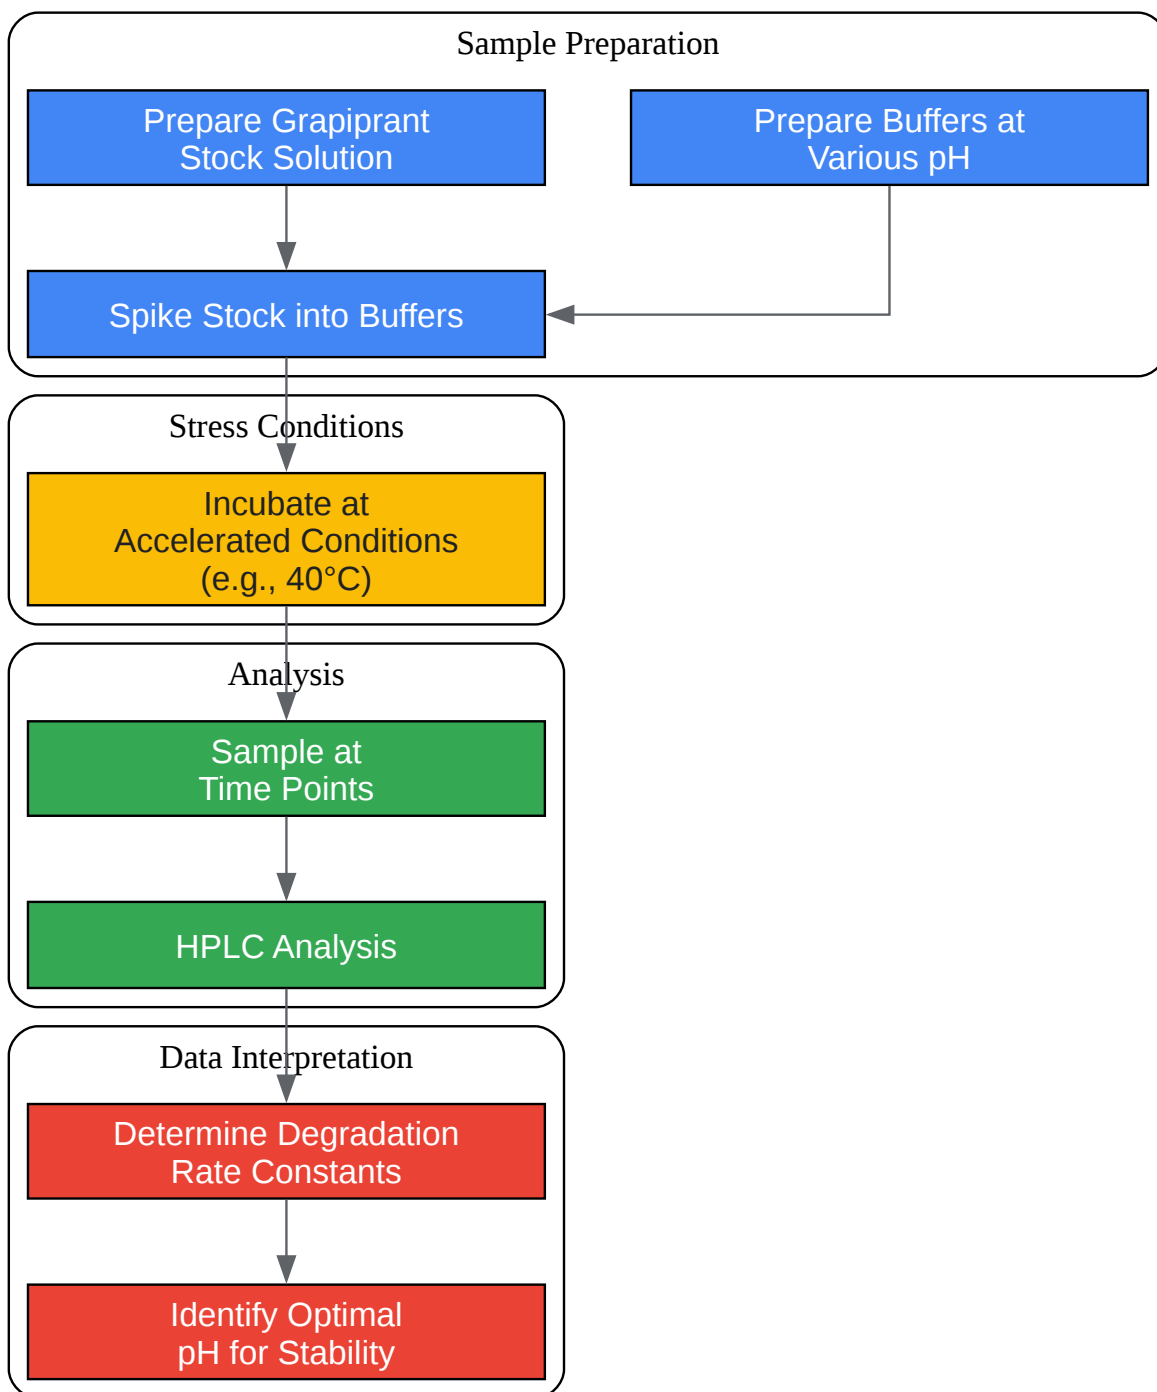 Sample Preparation
Prepare Grapiprant
Stock Solution
Prepare Buffers at
Various pH
Spike Stock into Buffers
Stress Conditions
Incubate at
Accelerated Conditions
(e.g., 40°C)
Analysis
Sample at
Time Points
HPLC Analysis
Data Interpretation
Determine Degradation
Rate Constants
Identify Optimal
pH for Stability